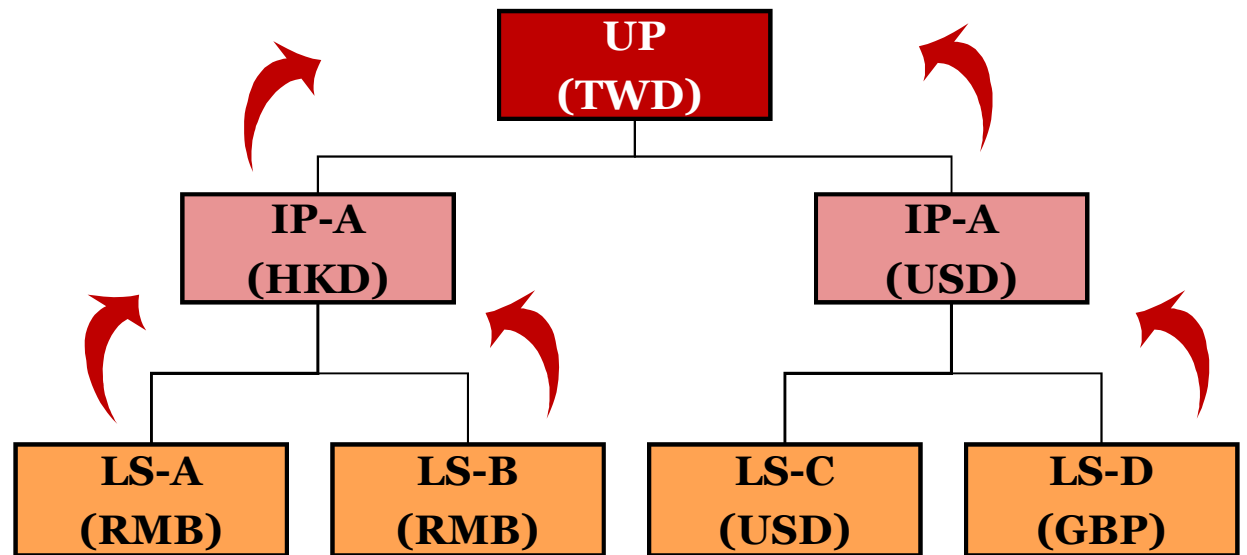 UP
(TWD)
IP-A
(HKD)
IP-A
(USD)
LS-A
(RMB)
LS-B
(RMB)
LS-C
(USD)
LS-D
(GBP)